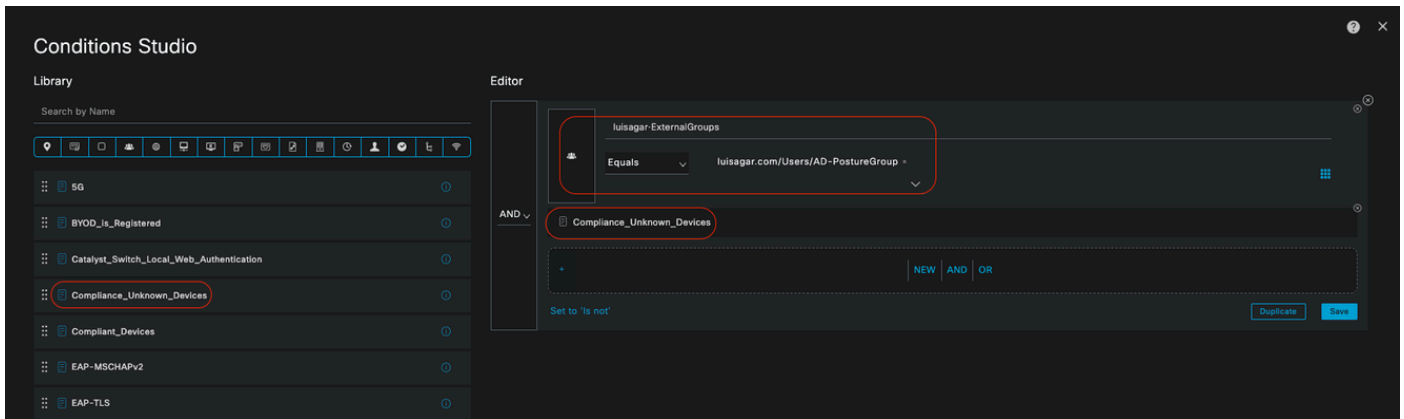 Conditions Studio
Library
Search by Name
5G
BYOD_is_Registered
Catalyst_Switch_Local_Web_Authentication
Compliance_Unknown_Devices
Compliant_Devices
EAP-MSCHAPv2
EAP-TLS
Editor
AND
luisagar·ExternalGroups
Equals
luisagar.com/Users/AD-PostureGroup
Compliance_Unknown_Devices
+ NEW AND OR
Set to 'Is not'
Duplicate Save